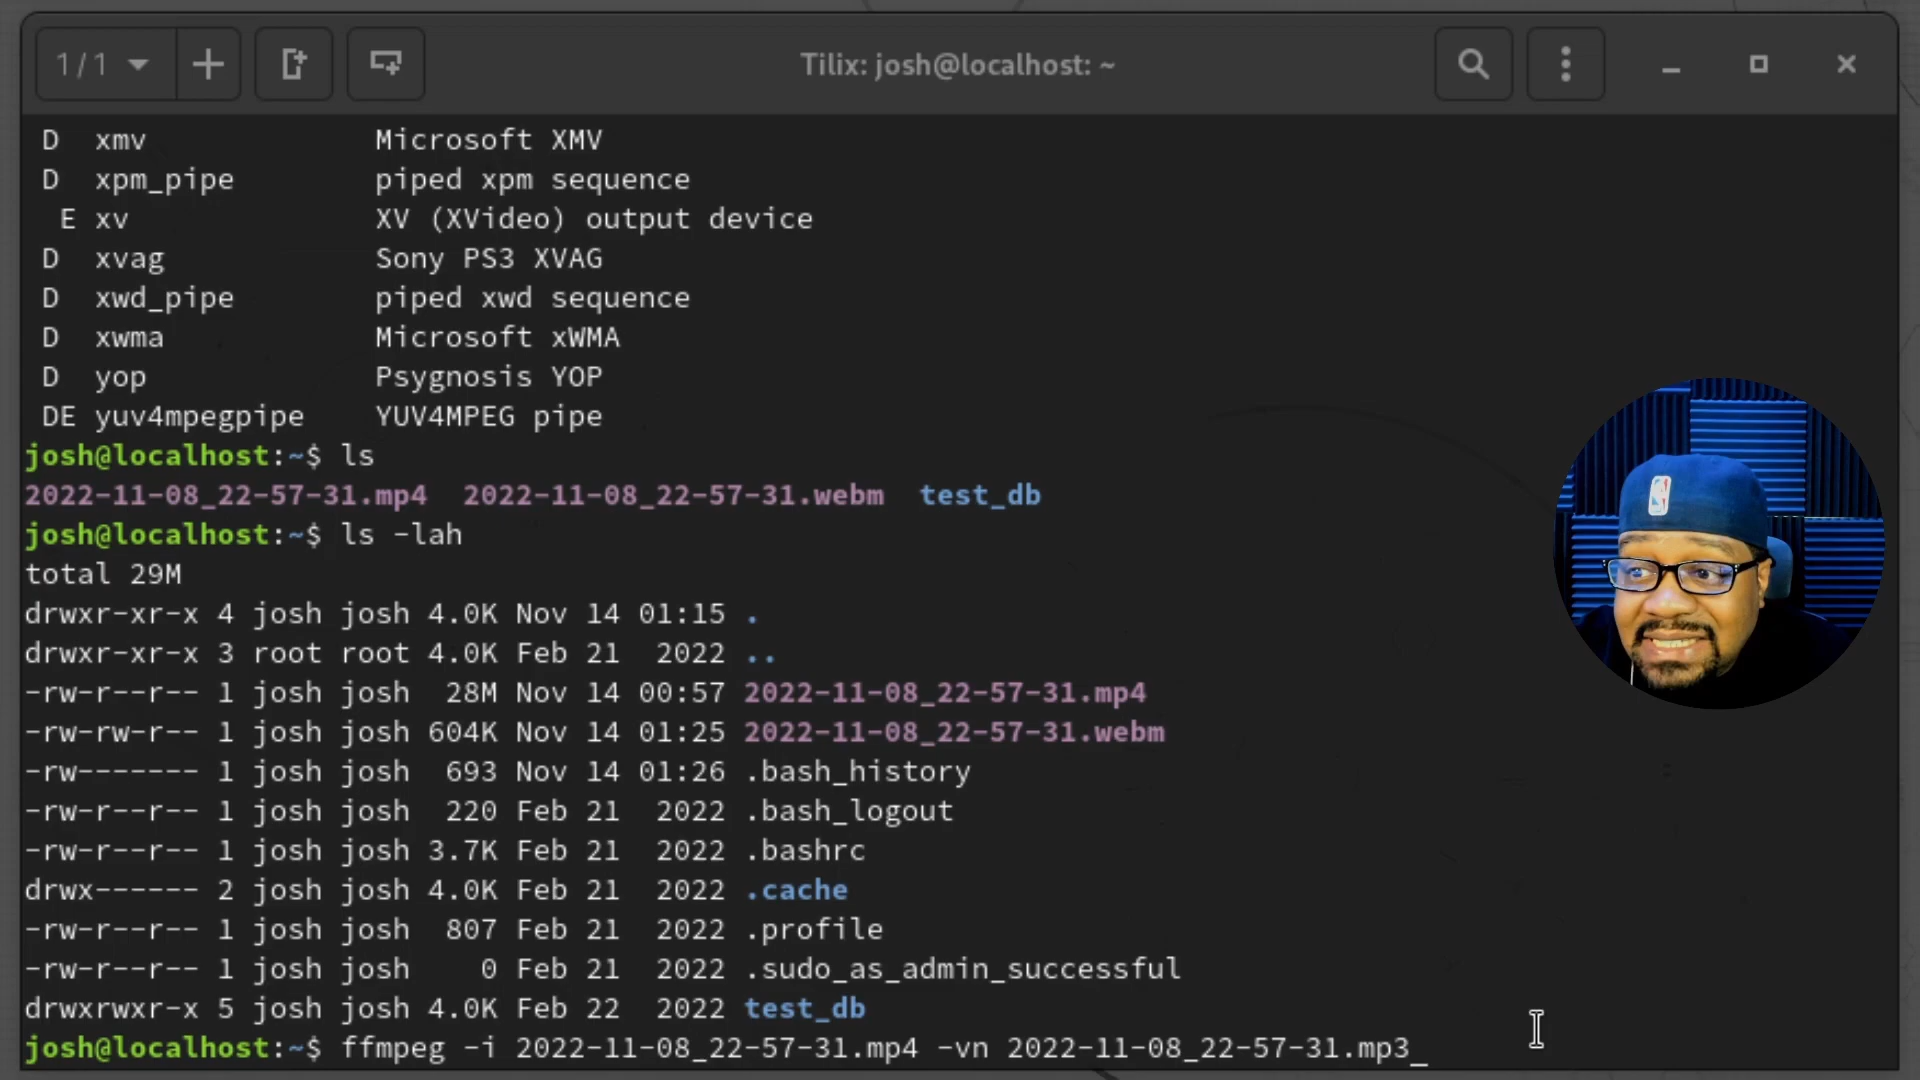 1/1 Tilix: josh@localhost: ~
D xmv Microsoft XMV
D xpm_pipe piped xpm sequence
E xv XV (XVideo) output device
D xvag Sony PS3 XVAG
D xwd_pipe piped xwd sequence
D xwma Microsoft xWMA
D yop Psygnosis YOP
DE yuv4mpegpipe YUV4MPEG pipe
josh@localhost:~$ ls
2022-11-08_22-57-31.mp4 2022-11-08_22-57-31.webm test_db
josh@localhost:~$ ls -lah
total 29M
drwxr-xr-x 4 josh josh 4.0K Nov 14 01:15 .
drwxr-xr-x 3 root root 4.0K Feb 21 2022 ..
-rw-r--r-- 1 josh josh 28M Nov 14 00:57 2022-11-08_22-57-31.mp4
-rw-rw-r-- 1 josh josh 604K Nov 14 01:25 2022-11-08_22-57-31.webm
-rw------- 1 josh josh 693 Nov 14 01:26 .bash_history
-rw-r--r-- 1 josh josh 220 Feb 21 2022 .bash_logout
-rw-r--r-- 1 josh josh 3.7K Feb 21 2022 .bashrc
drwx------ 2 josh josh 4.0K Feb 21 2022 .cache
-rw-r--r-- 1 josh josh 807 Feb 21 2022 .profile
-rw-r--r-- 1 josh josh 0 Feb 21 2022 .sudo_as_admin_successful
drwxrwxr-x 5 josh josh 4.0K Feb 22 2022 test_db
josh@localhost:~$ ffmpeg -i 2022-11-08_22-57-31.mp4 -vn 2022-11-08_22-57-31.mp3_